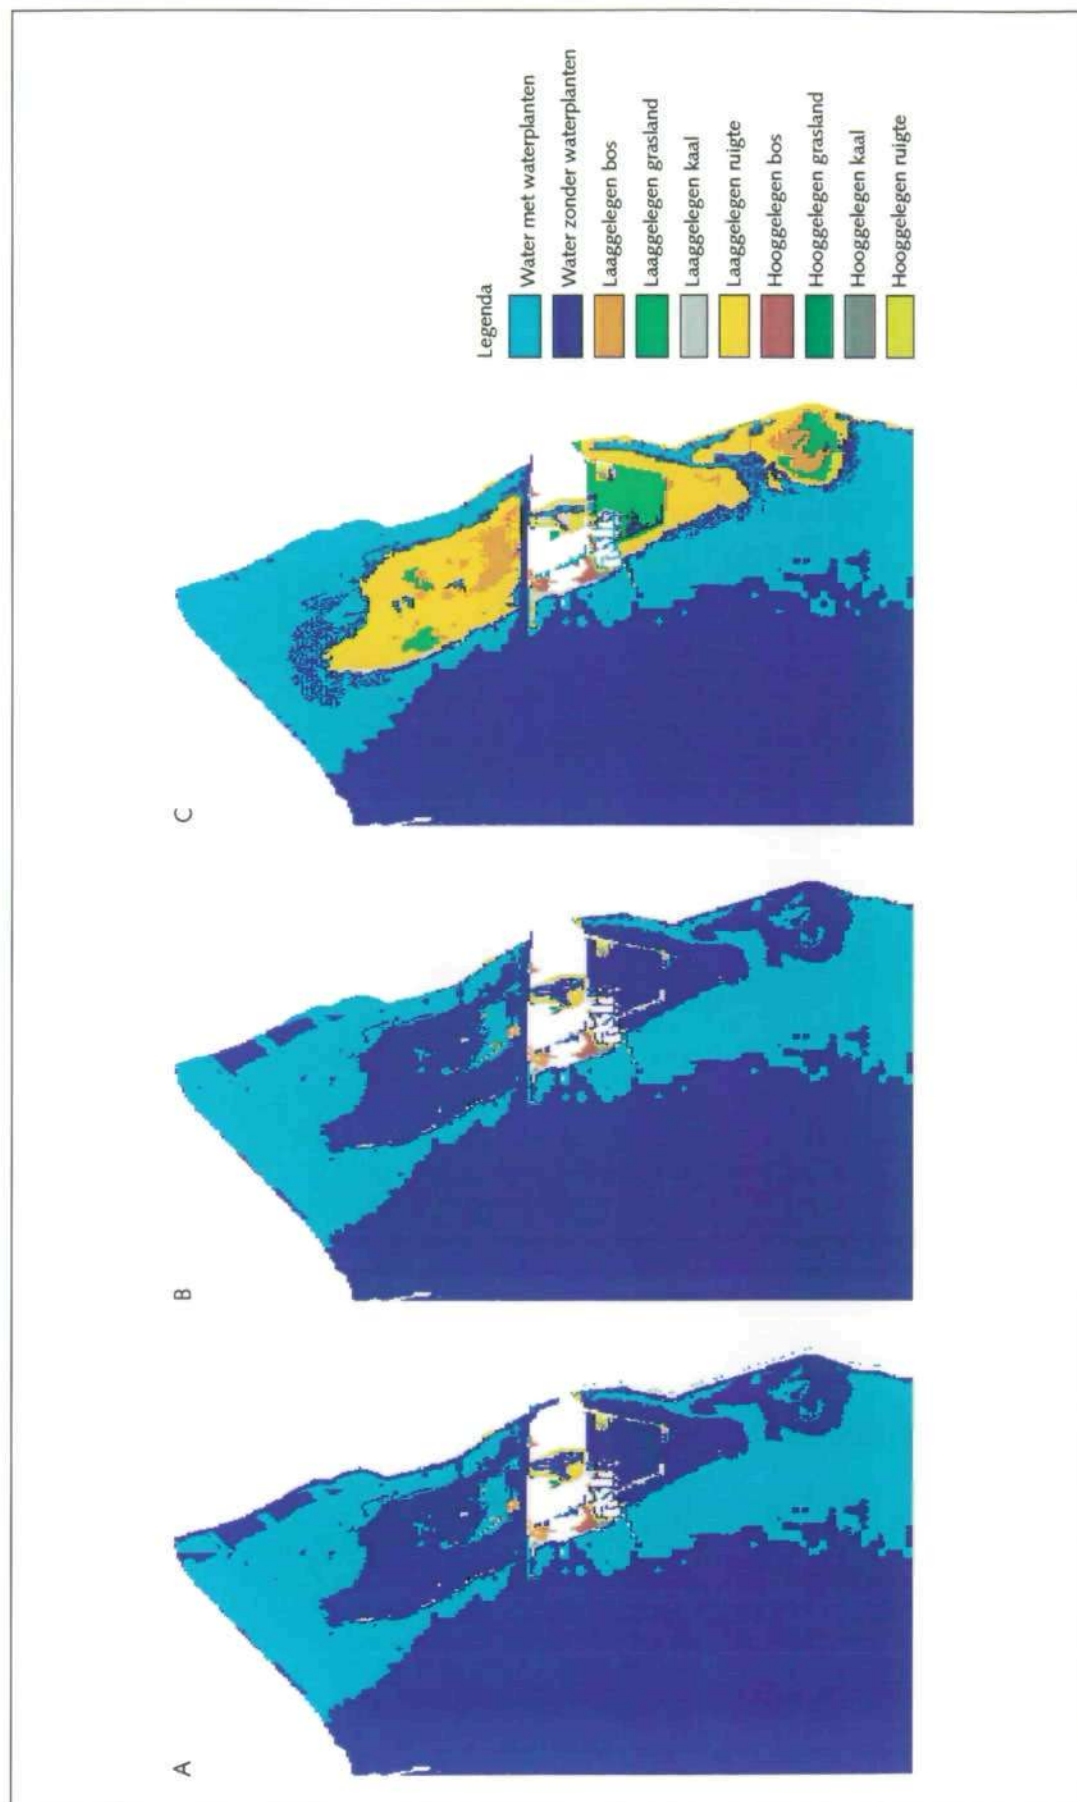 A
B
C
Legenda
Water met waterplanten
Water zonder waterplanten
Laaggelegen bos
Laaggelegen grasland
Laaggelegen kaal
Laaggelegen ruigte
Hooggelegen bos
Hooggelegen grasland
Hooggelegen kaal
Hooggelegen ruigte